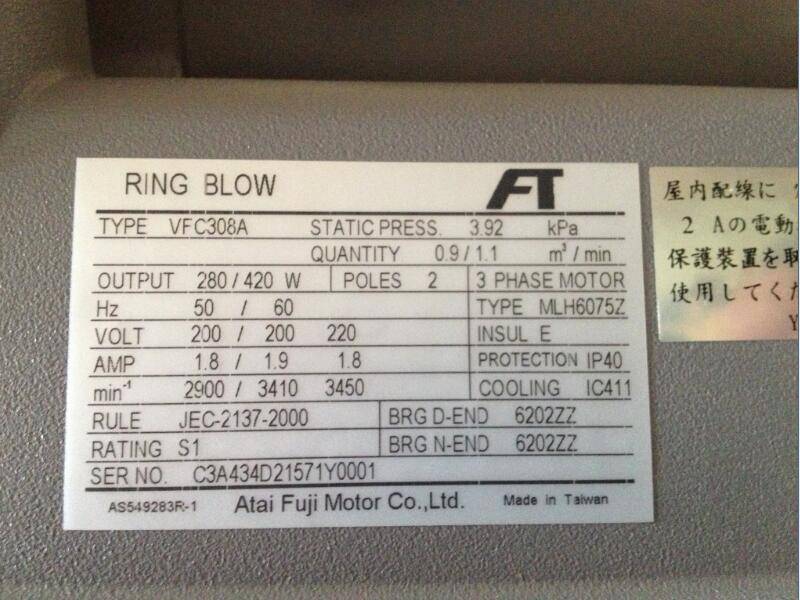 RING BLOW FT
TYPE VFC308A STATIC PRESS. 3.92 kPa
QUANTITY 0.9 / 1.1 m³ / min
OUTPUT 280 / 420 W POLES 2 3 PHASE MOTOR
Hz 50 / 60 TYPE MLH6075Z
VOLT 200 / 200 220 INSUL E
AMP 1.8 / 1.9 1.8 PROTECTION IP40
min⁻¹ 2900 / 3410 3450 COOLING IC411
RULE JEC-2137-2000 BRG D-END 6202ZZ
RATING S1 BRG N-END 6202ZZ
SER NO. C3A434D21571Y0001
AS549283R-1 Atai Fuji Motor Co.,Ltd. Made in Taiwan
屋内配線に
2 Aの電動
保護装置を取
使用してくだ
Y